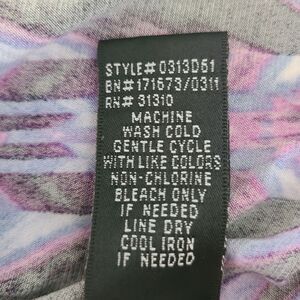 STYLE# 0313D51
BN# 171673/0311
RN# 31310
MACHINE
WASH COLD
GENTLE CYCLE
WITH LIKE COLORS
NON-CHLORINE
BLEACH ONLY
IF NEEDED
LINE DRY
COOL IRON
IF NEEDED